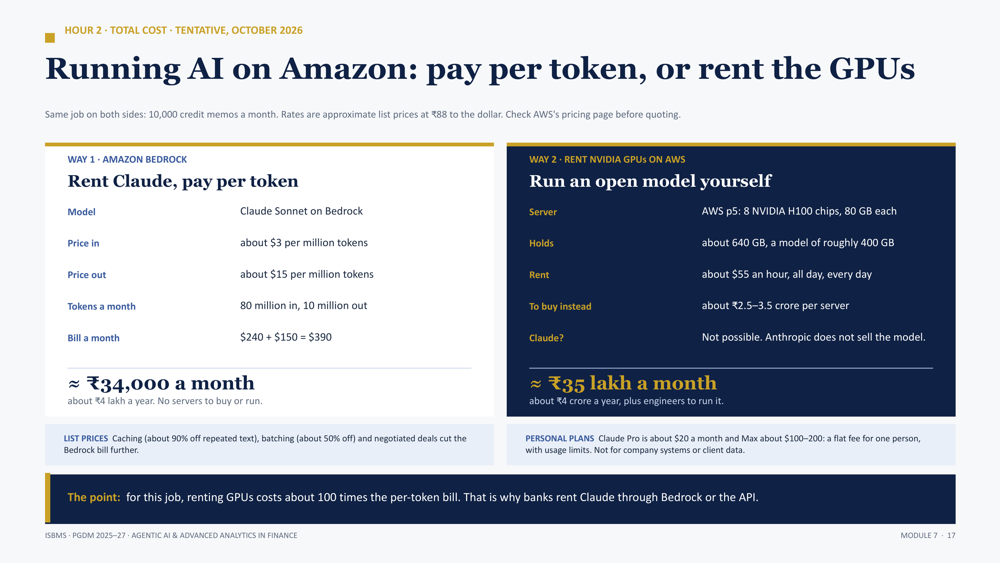 HOUR 2 · TOTAL COST · TENTATIVE, OCTOBER 2026
Running AI on Amazon: pay per token, or rent the GPUs
Same job on both sides: 10,000 credit memos a month. Rates are approximate list prices at ₹88 to the dollar. Check AWS's pricing page before quoting.
WAY 1 · AMAZON BEDROCK
Rent Claude, pay per token
Model Claude Sonnet on Bedrock
Price in about $3 per million tokens
Price out about $15 per million tokens
Tokens a month 80 million in, 10 million out
Bill a month $240 + $150 = $390
≈ ₹34,000 a month
about ₹4 lakh a year. No servers to buy or run.
WAY 2 · RENT NVIDIA GPUs ON AWS
Run an open model yourself
Server AWS p5: 8 NVIDIA H100 chips, 80 GB each
Holds about 640 GB, a model of roughly 400 GB
Rent about $55 an hour, all day, every day
To buy instead about ₹2.5–3.5 crore per server
Claude? Not possible. Anthropic does not sell the model.
≈ ₹35 lakh a month
about ₹4 crore a year, plus engineers to run it.
LIST PRICES Caching (about 90% off repeated text), batching (about 50% off) and negotiated deals cut the
Bedrock bill further.
PERSONAL PLANS Claude Pro is about $20 a month and Max about $100–200: a flat fee for one person,
with usage limits. Not for company systems or client data.
The point: for this job, renting GPUs costs about 100 times the per-token bill. That is why banks rent Claude through Bedrock or the API.
ISBMS · PGDM 2025–27 · AGENTIC AI & ADVANCED ANALYTICS IN FINANCE
MODULE 7 · 17